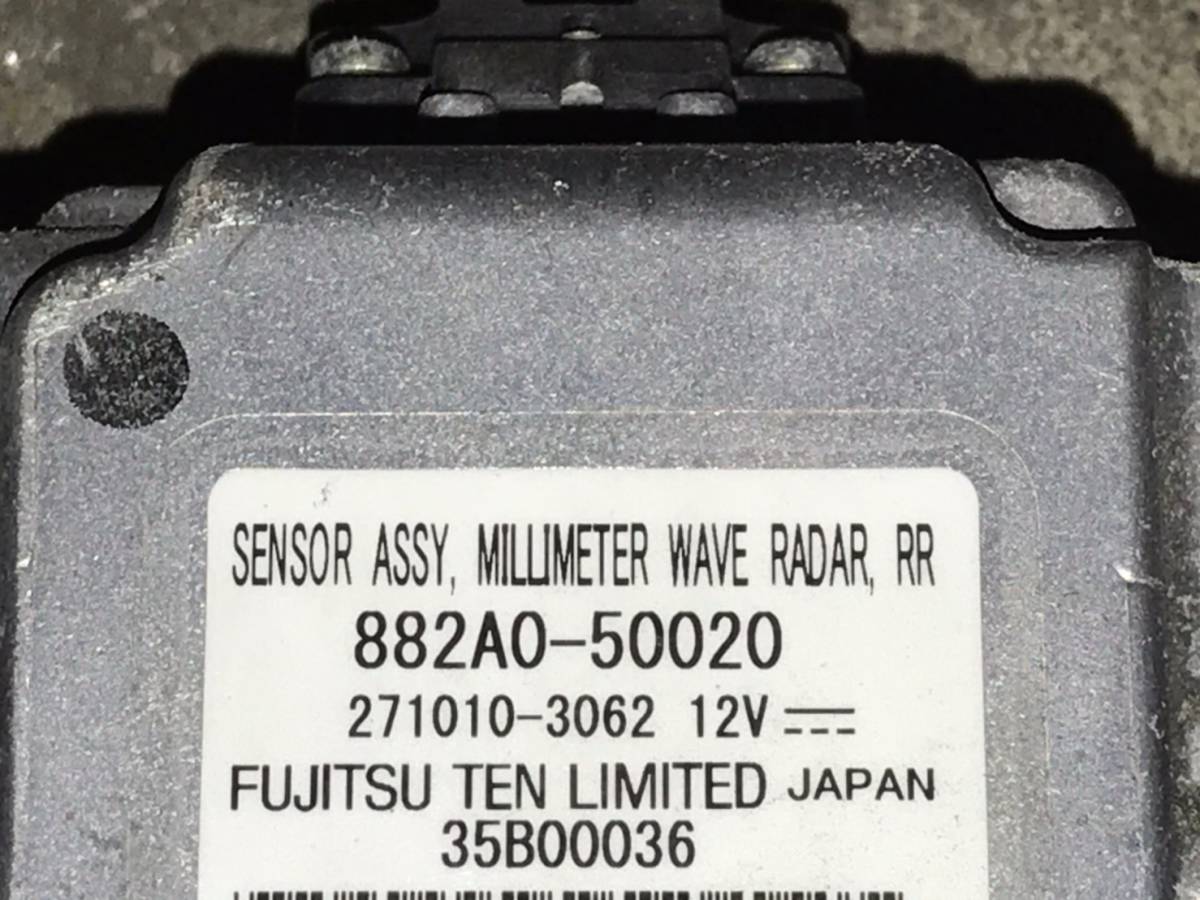 SENSOR ASSY, MILLIMETER WAVE RADAR, RR
882A0-50020
271010-3062 12V
FUJITSU TEN LIMITED JAPAN
35B00036